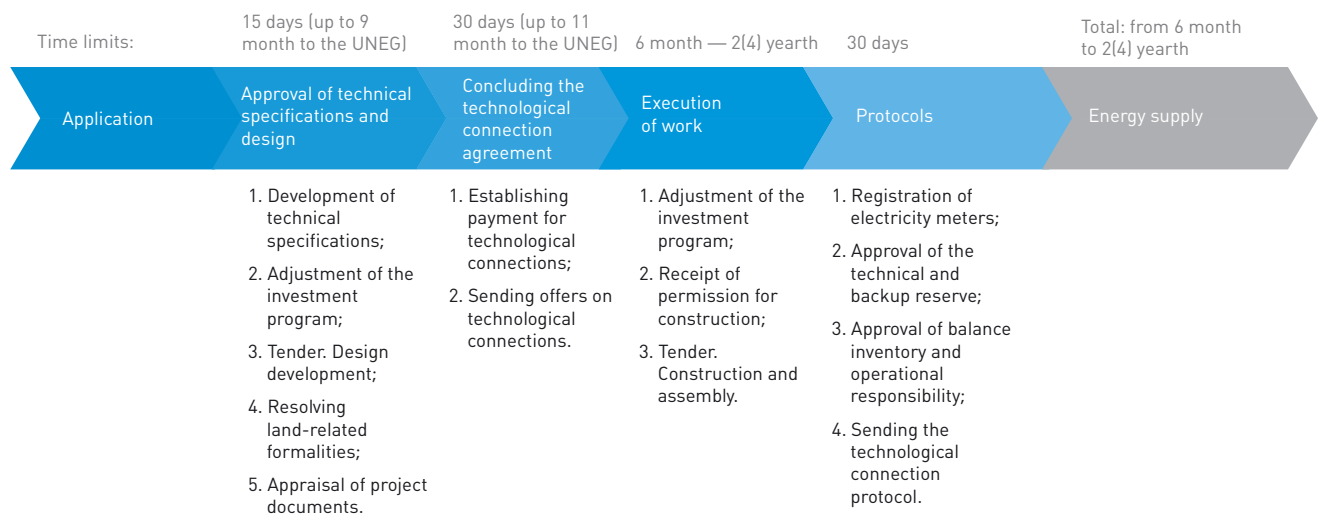 Time limits:
15 days (up to 9
month to the UNEG)
30 days (up to 11
month to the UNEG)
6 month — 2(4) yearth
30 days
Total: from 6 month
to 2(4) yearth
Application
Approval of technical
specifications and
design
Concluding the
technological
connection
agreement
Execution
of work
Protocols
Energy supply
1. Development of
technical
specifications;
2. Adjustment of the
investment
program;
3. Tender. Design
development;
4. Resolving
land-related
formalities;
5. Appraisal of project
documents.
1. Establishing
payment for
technological
connections;
2. Sending offers on
technological
connections.
1. Adjustment of the
investment
program;
2. Receipt of
permission for
construction;
3. Tender.
Construction and
assembly.
1. Registration of
electricity meters;
2. Approval of the
technical and
backup reserve;
3. Approval of balance
inventory and
operational
responsibility;
4. Sending the
technological
connection
protocol.